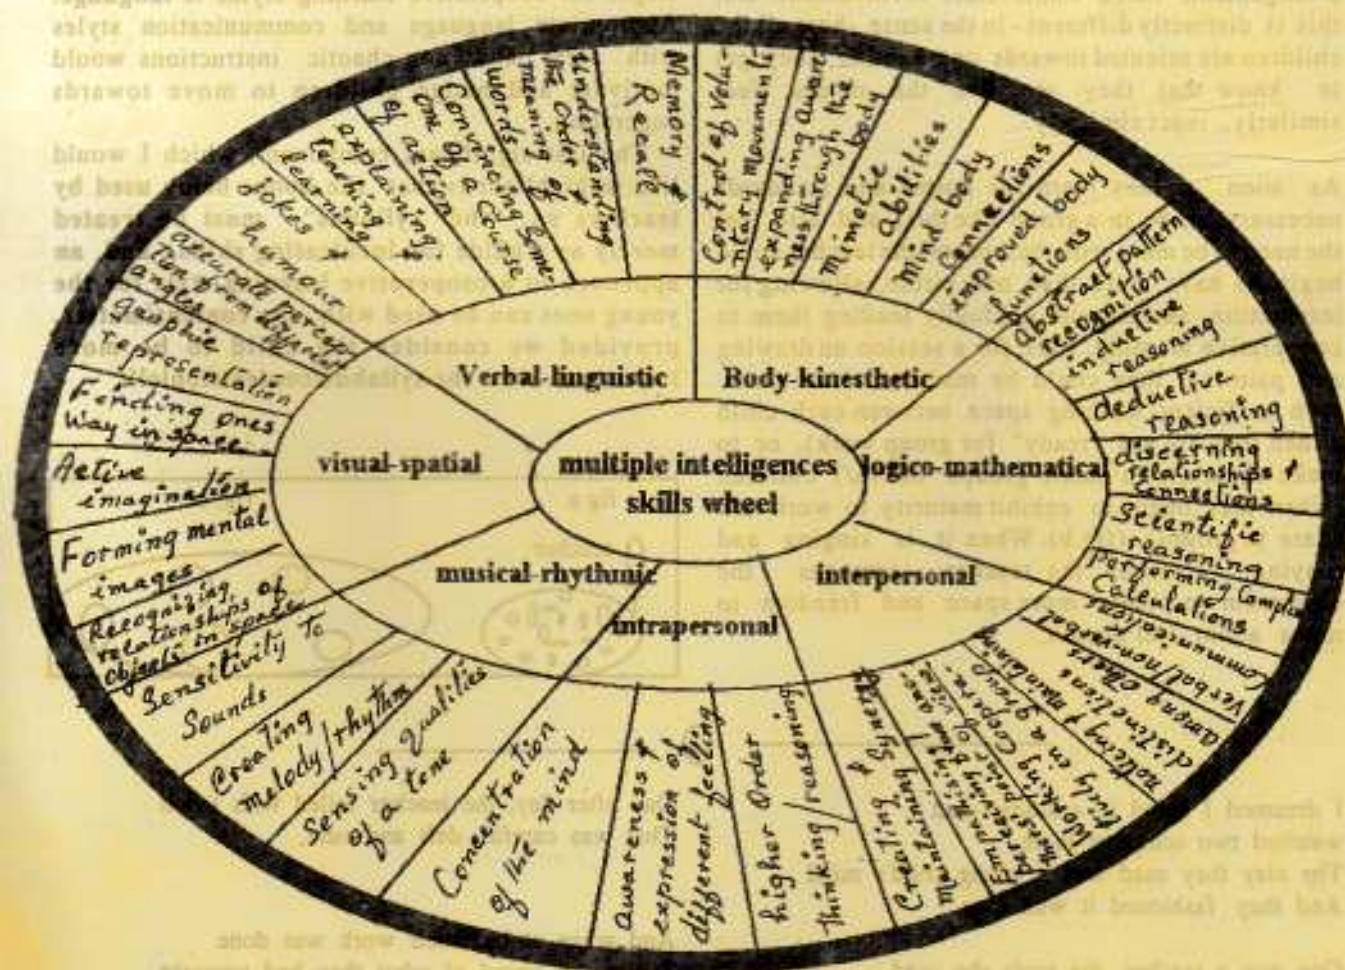 multiple intelligences
skills wheel
Verbal-linguistic
Body-kinesthetic
logico-mathematical
interpersonal
intrapersonal
musical-rhythmic
visual-spatial
Memory &
Recall
Understanding
the order &
meaning of
words
Convincing some-
one of a course
of action
explaining,
teaching &
learning
Jokes &
humour
Control of volu-
ntary movements
expanding aware
ness through the
body
Mimetic
abilities
Mind-body
Connections
improved body
functions
abstract pattern
recognition
inductive
reasoning
deductive
reasoning
discerning
relationships &
Connections
Scientific
reasoning
performing Complex
Calculations
Verbal/non-verbal
communications
noting
distinctions
among others
Working Coopera-
tively in a group
Creating &
maintaining
Synergy
higher Order
thinking/reasoning
awareness &
expression of
different feeling
Concentration
of the mind
Sensing qualities
of a tone
Creating
melody/rhythm
Sensitivity to
Sounds
Recognizing
relationships of
objects in space
Forming mental
images
Active
imagination
Finding ones
way in space
graphic
representation
accurate percep-
tion from different
angles